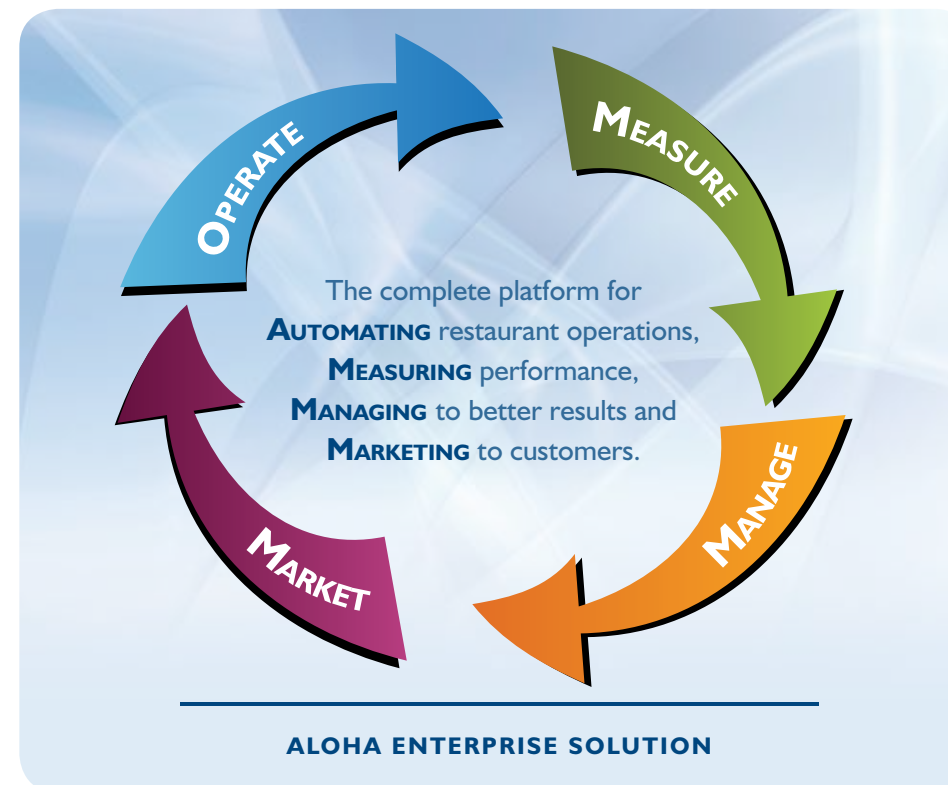 OPERATE
MEASURE
The complete platform for
AUTOMATING restaurant operations,
MEASURING performance,
MANAGING to better results and
MARKETING to customers.
MANAGE
MARKET
ALOHA ENTERPRISE SOLUTION